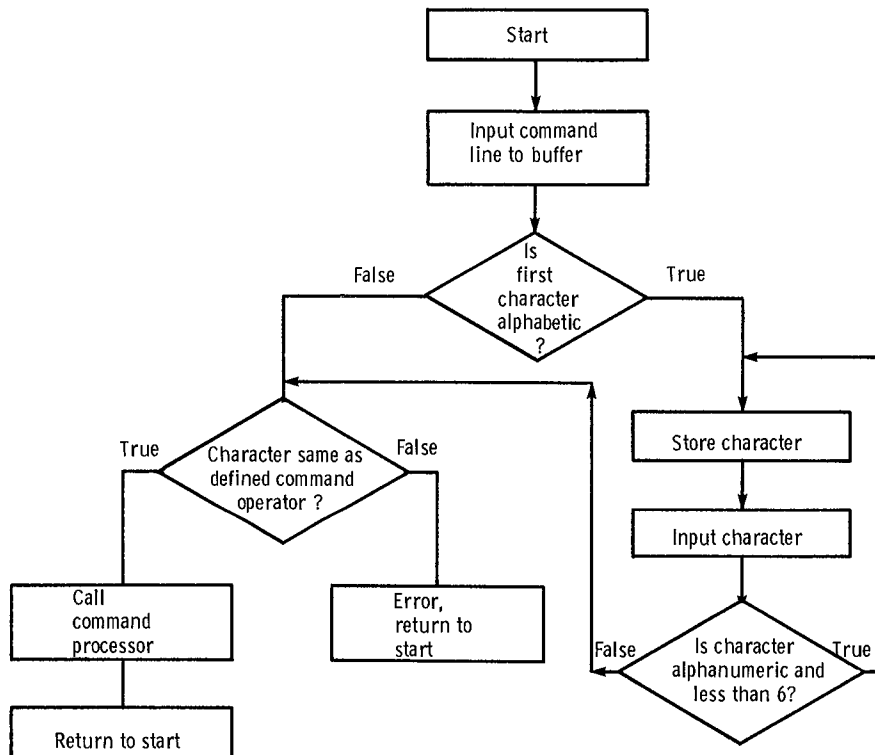 Start
Input command
line to buffer
Is
first
character
alphabetic
?
False
True
True
Character same as
defined command
operator ?
False
Store character
Input character
Call
command
processor
Error,
return to
start
False
Is character
alphanumeric and
less than 6?
True
Return to start